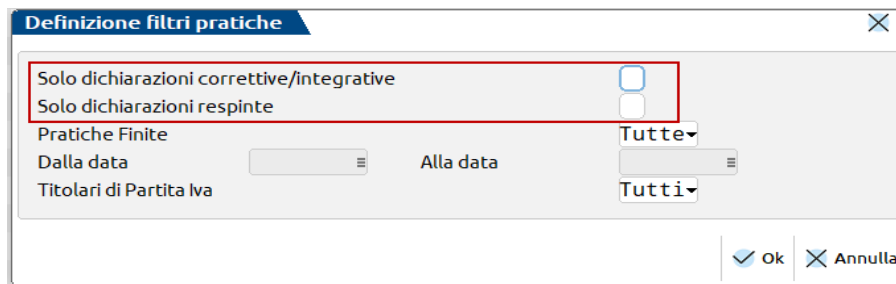 Definizione filtri pratiche
Solo dichiarazioni correttive/integrative
Solo dichiarazioni respinte
Pratiche Finite Tutte
Dalla data Alla data
Titolari di Partita Iva Tutti
Ok Annulla